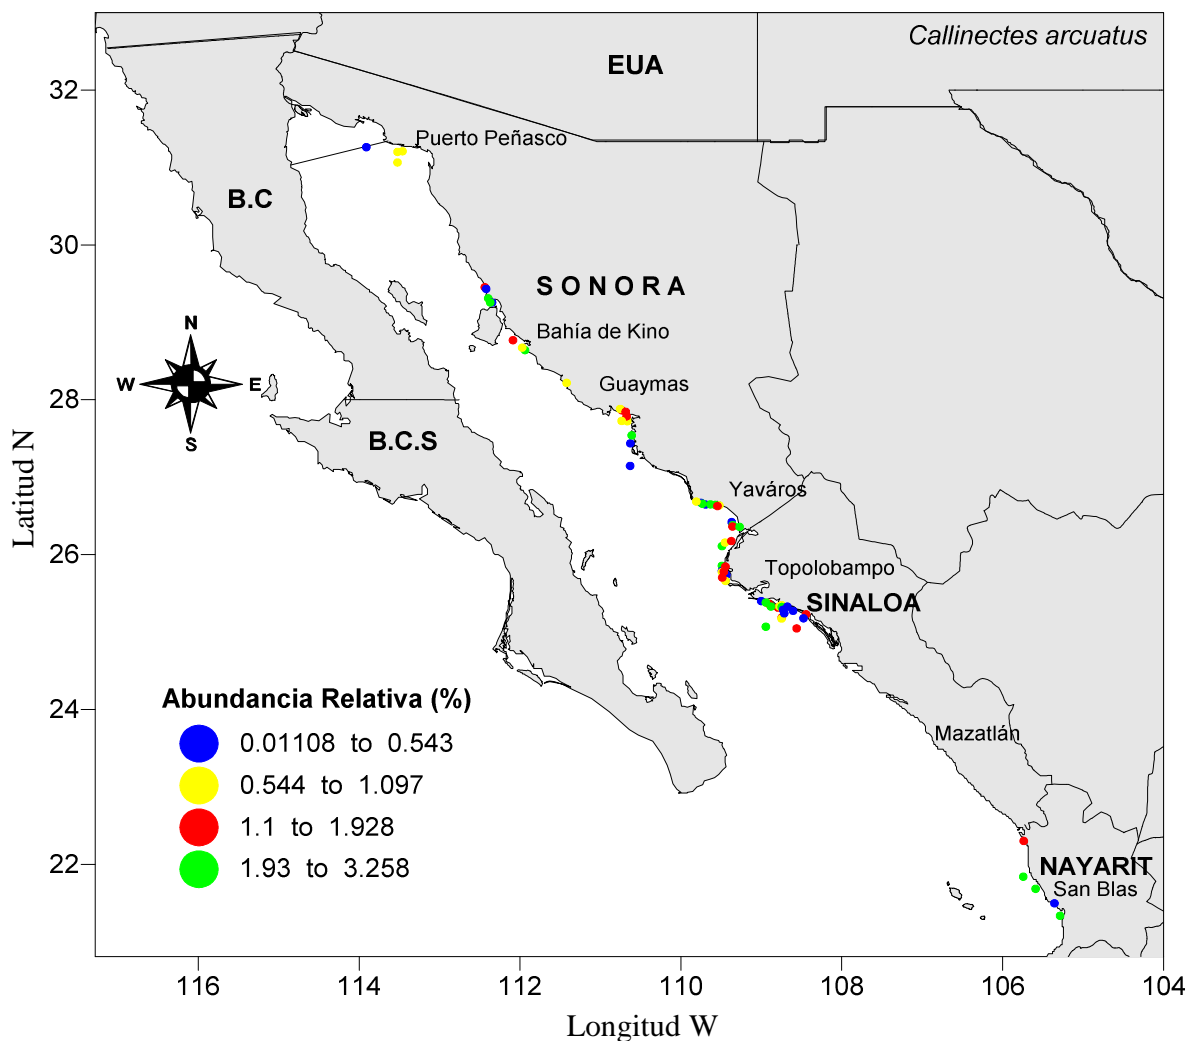 Callinectes arcuatus
EUA
32
Puerto Peñasco
B.C
30
S O N O R A
Bahía de Kino
N
W
E
S
Guaymas
28
B.C.S
Latitud N
Yaváros
26
Topolobampo
SINALOA
Abundancia Relativa (%)
24
0.01108 to 0.543
Mazatlán
0.544 to 1.097
1.1 to 1.928
1.93 to 3.258
22
NAYARIT
San Blas
116
114
112
110
108
106
104
Longitud W